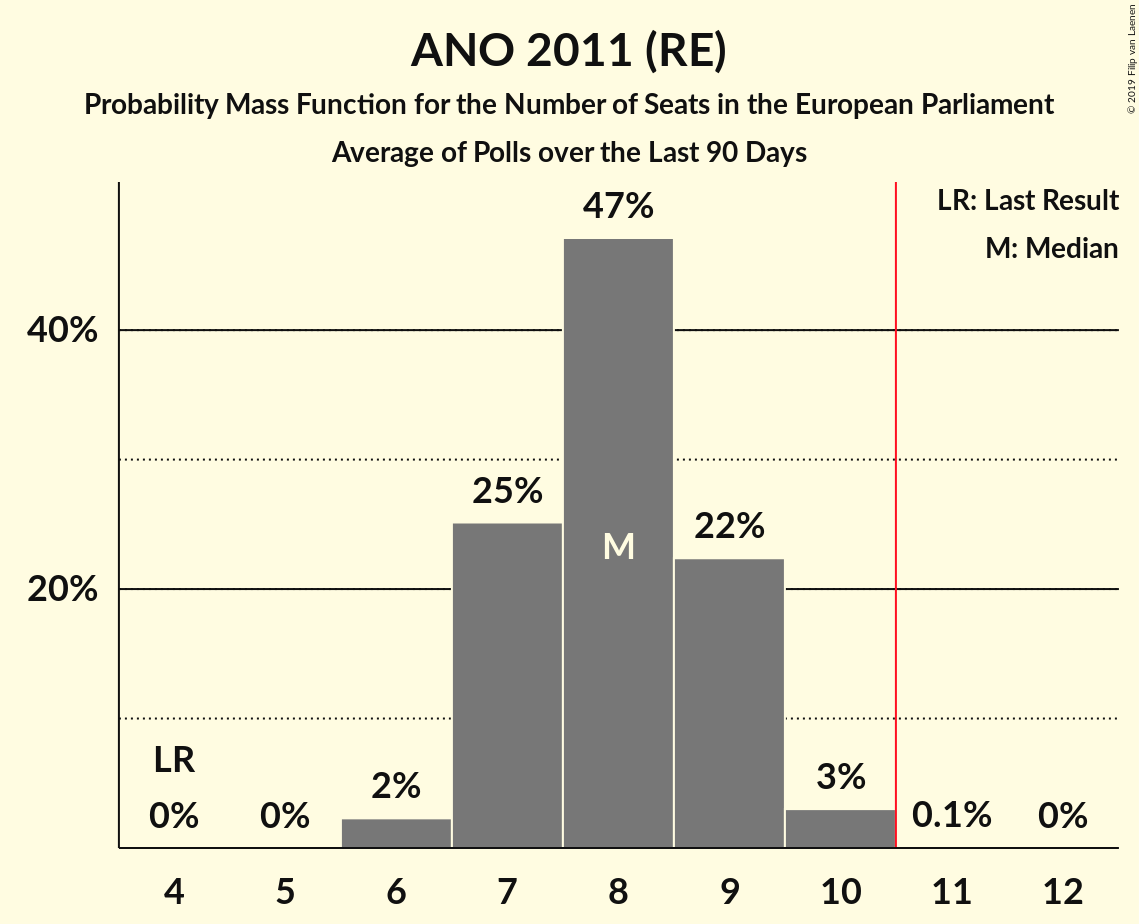 ANO 2011 (RE)
Probability Mass Function for the Number of Seats in the European Parliament
Average of Polls over the Last 90 Days
© 2019 Filip van Laenen
LR: Last Result
M: Median
47%
40%
25%
22%
M
20%
LR
0%
0%
2%
3%
0.1%
0%
4 5 6 7 8 9 10 11 12